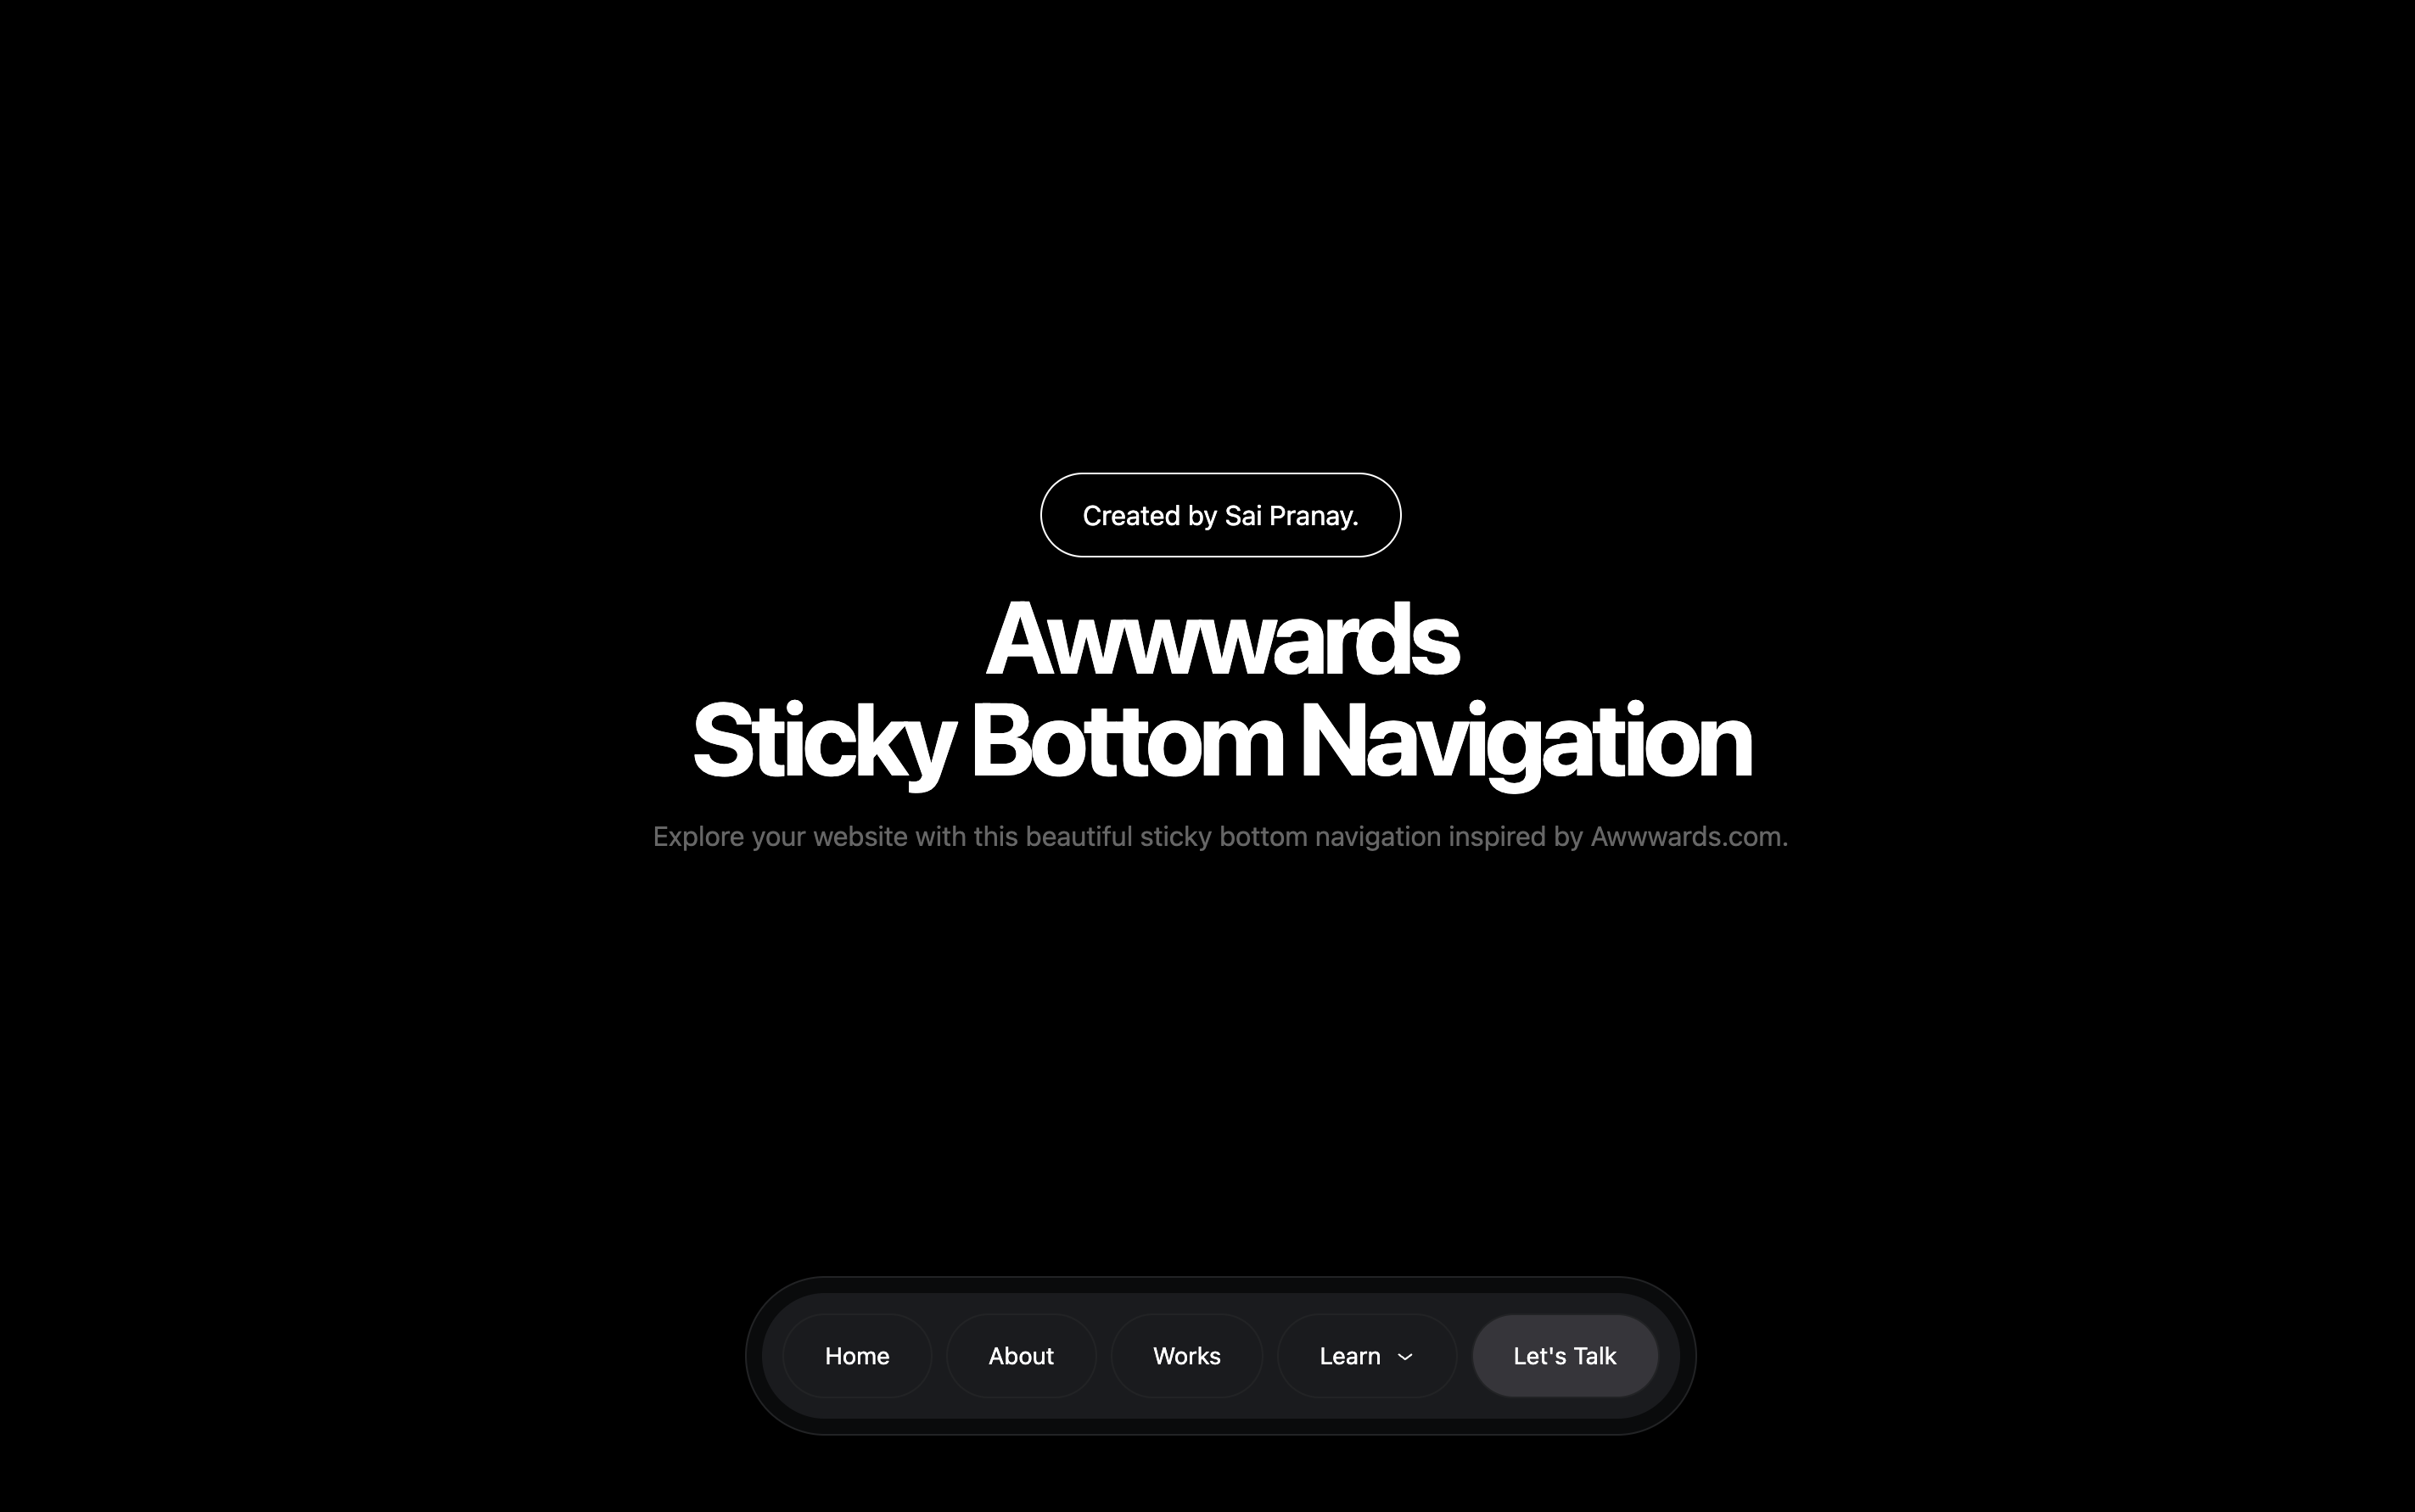 Created by Sai Pranay.
Awwwards
Sticky Bottom Navigation
Explore your website with this beautiful sticky bottom navigation inspired by Awwwards.com.
Home
About
Works
Learn
Let's Talk